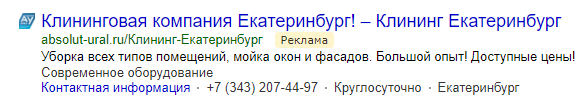 Клининговая компания Екатеринбург! – Клининг Екатеринбург
absolut-ural.ru/Клининг-Екатеринбург Реклама
Уборка всех типов помещений, мойка окон и фасадов. Большой опыт! Доступные цены!
Современное оборудование
Контактная информация · +7 (343) 207-44-97 · Круглосуточно · Екатеринбург